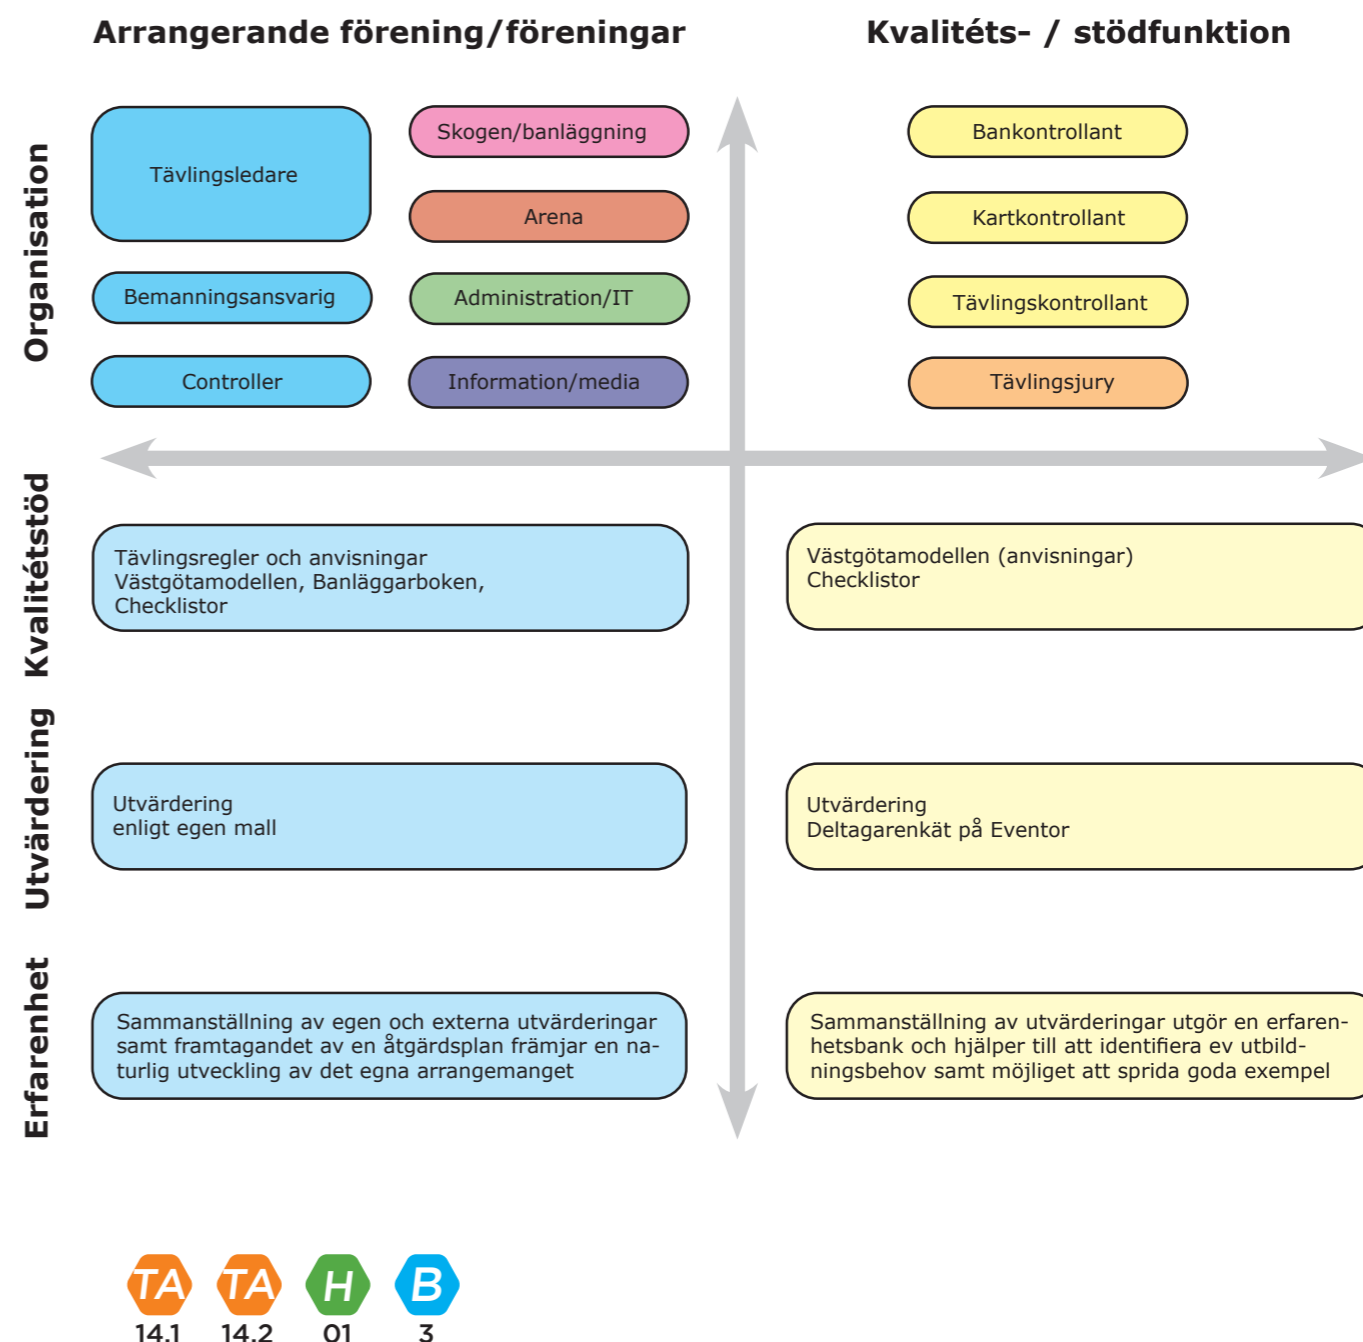 Arrangerande förening/föreningar
Kvalitéts- / stödfunktion
Organisation
Tävlingsledare
Bemanningsansvarig
Controller
Skogen/banläggning
Arena
Administration/IT
Information/media
Bankontrollant
Kartkontrollant
Tävlingskontrollant
Tävlingsjury
Kvalitétstöd
Tävlingsregler och anvisningar
Västgötamodellen, Banläggarboken,
Checklistor
Västgötamodellen (anvisningar)
Checklistor
Utvärdering
Utvärdering
enligt egen mall
Utvärdering
Deltagarenkät på Eventor
Erfarenhet
Sammanställning av egen och externa utvärderingar
samt framtagandet av en åtgärdsplan främjar en na-
turlig utveckling av det egna arrangemanget
Sammanställning av utvärderingar utgör en erfaren-
hetsbank och hjälper till att identifiera ev utbild-
ningsbehov samt möjliget att sprida goda exempel
TA TA H B
14.1 14.2 01 3